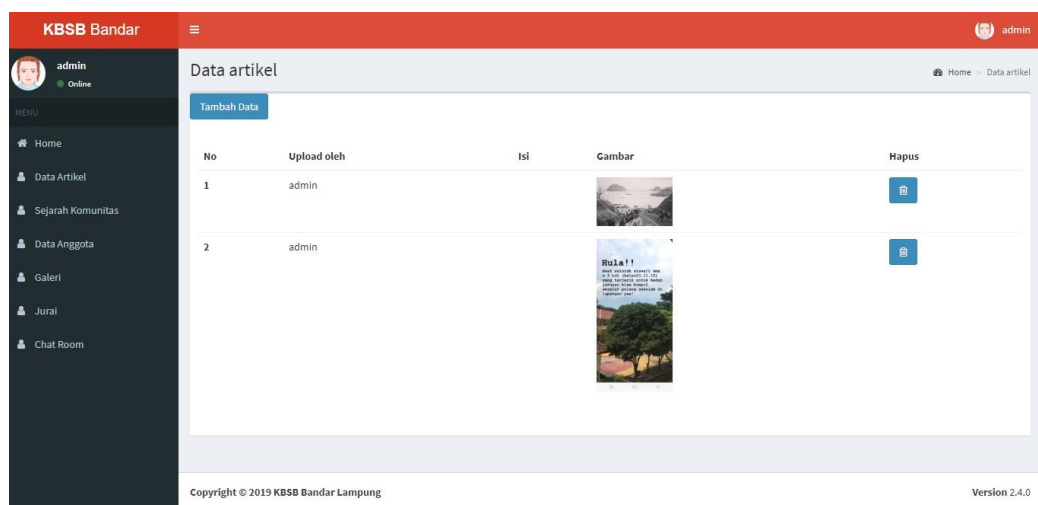 KBSB Bandar
admin
admin
Online
Data artikel
Home > Data artikel
MENU
Tambah Data
Home
Data Artikel
Sejarah Komunitas
Data Anggota
Galeri
Jurai
Chat Room
No Upload oleh Isi Gambar Hapus
1 admin
2 admin
Hula!!
Copyright © 2019 KBSB Bandar Lampung
Version 2.4.0